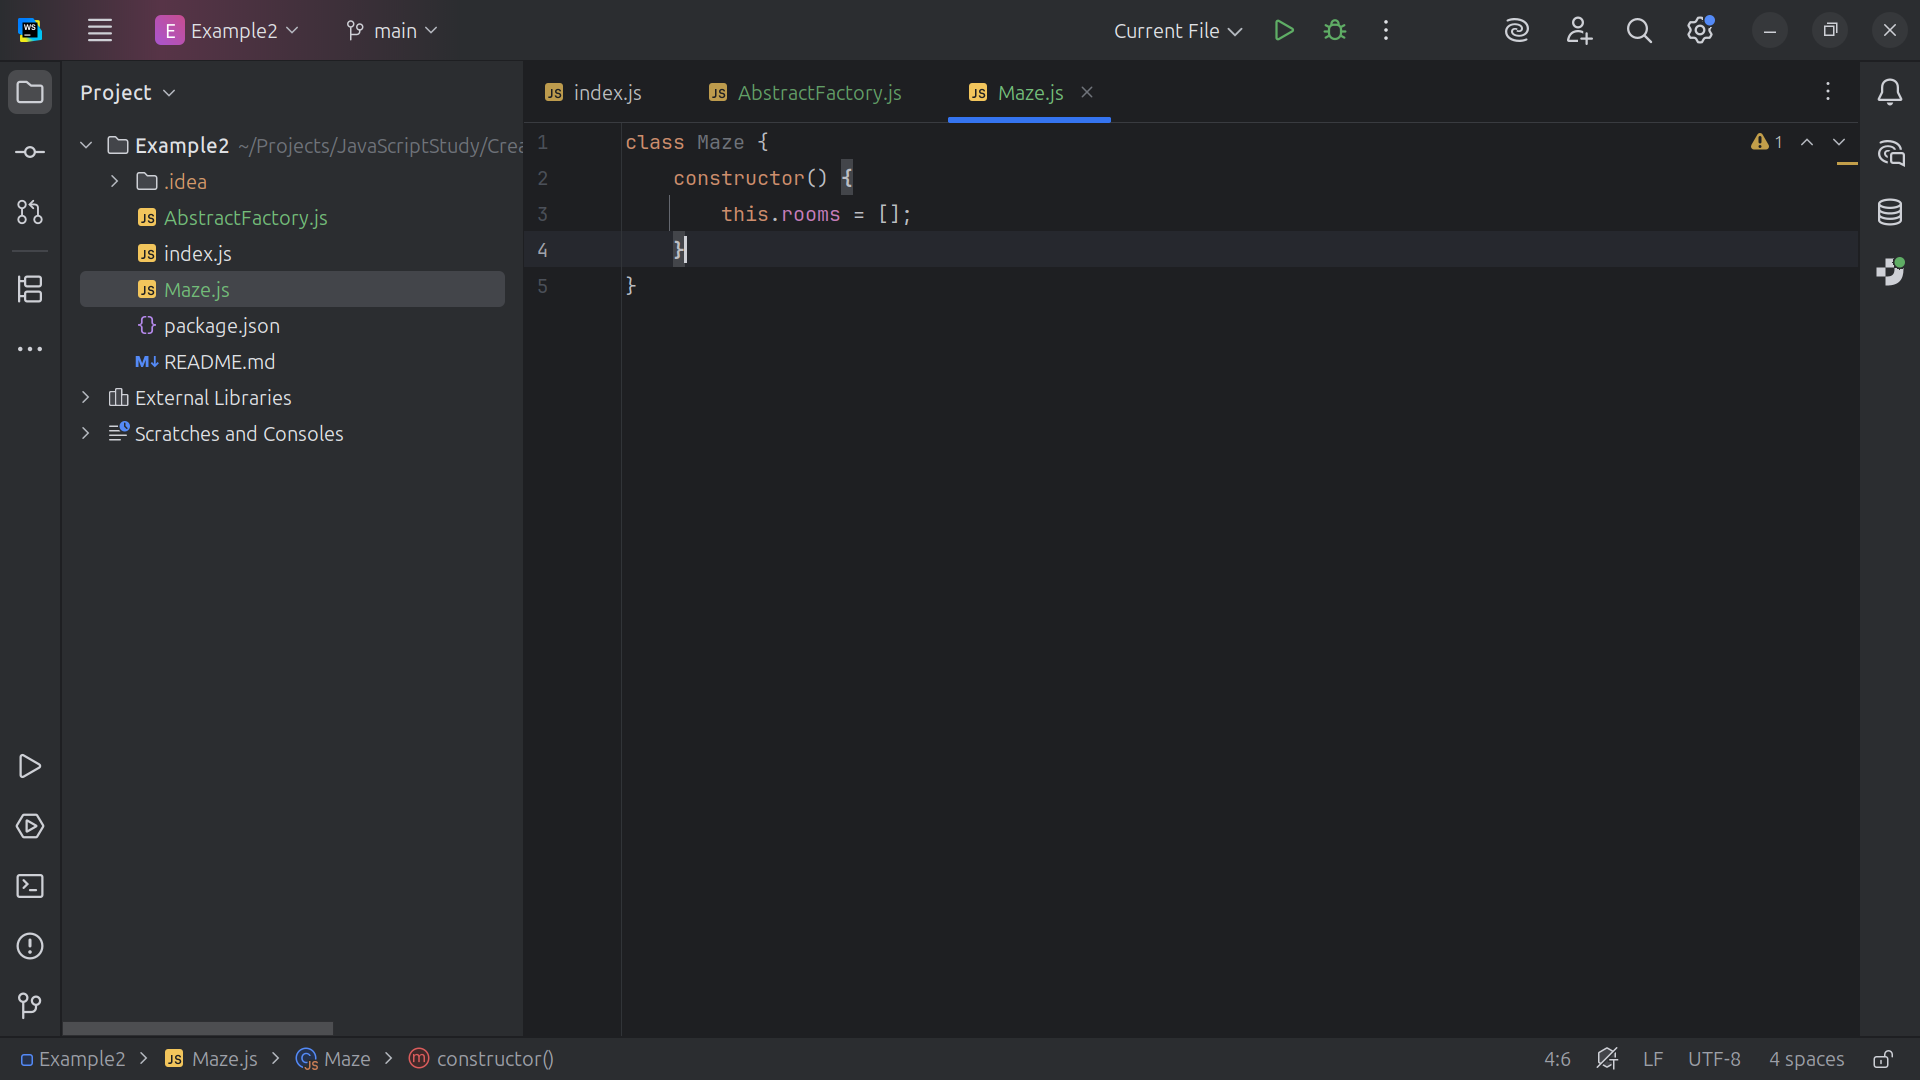 WS
E Example2
main
Current File
Project
index.js
AbstractFactory.js
Maze.js
Example2 ~/Projects/JavaScriptStudy/Crea
.idea
AbstractFactory.js
index.js
Maze.js
package.json
README.md
External Libraries
Scratches and Consoles
1 class Maze {
2 constructor() {
3 this.rooms = [];
4 }
5 }
1
Example2 > Maze.js > Maze > constructor()
4:6 LF UTF-8 4 spaces